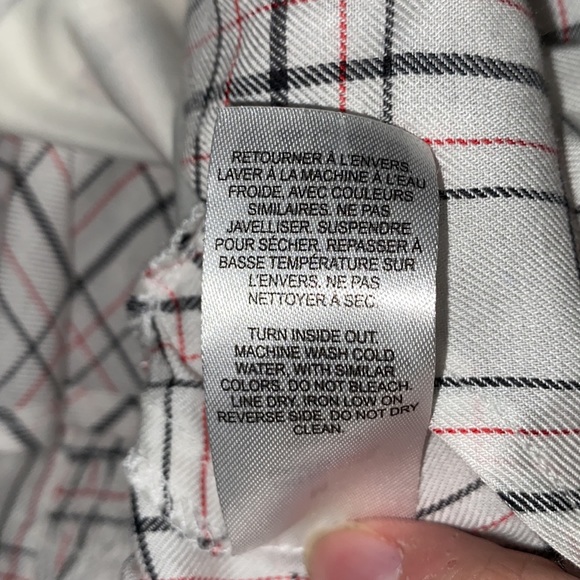 RETOURNER À L'ENVERS,
LAVER À LA MACHINE À L'EAU
FROIDE, AVEC COULEURS
SIMILAIRES. NE PAS
JAVELLISER. SUSPENDRE
POUR SÉCHER. REPASSER À
BASSE TEMPÉRATURE SUR
L'ENVERS. NE PAS
NETTOYER À SEC.
TURN INSIDE OUT.
MACHINE WASH COLD
WATER, WITH SIMILAR
COLORS. DO NOT BLEACH.
LINE DRY. IRON LOW ON
REVERSE SIDE. DO NOT DRY
CLEAN.